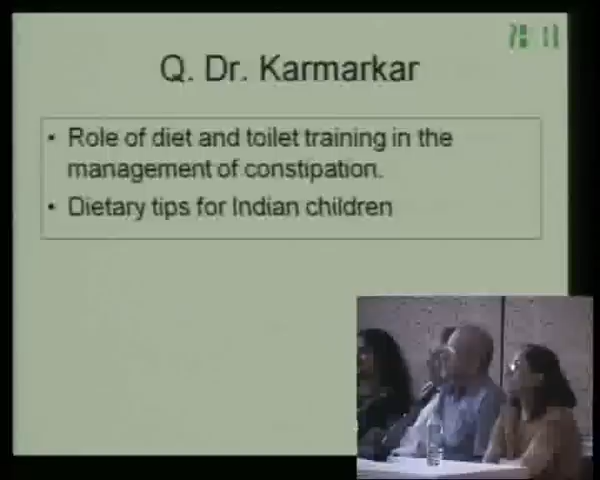 Q. Dr. Karmarkar
• Role of diet and toilet training in the
management of constipation.
• Dietary tips for Indian children